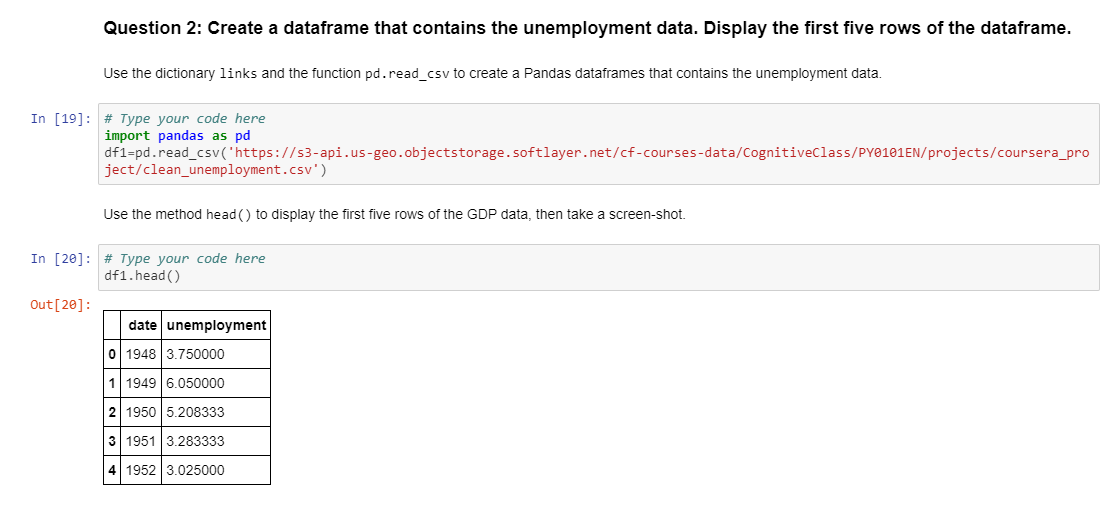 Question 2: Create a dataframe that contains the unemployment data. Display the first five rows of the dataframe.
Use the dictionary links and the function pd.read_csv to create a Pandas dataframes that contains the unemployment data.
In [19]: # Type your code here
import pandas as pd
df1=pd.read_csv('https://s3-api.us-geo.objectstorage.softlayer.net/cf-courses-data/CognitiveClass/PY0101EN/projects/coursera_pro
ject/clean_unemployment.csv')
Use the method head() to display the first five rows of the GDP data, then take a screen-shot.
In [20]: # Type your code here
df1.head()
Out[20]:
date unemployment
0 1948 3.750000
1 1949 6.050000
2 1950 5.208333
3 1951 3.283333
4 1952 3.025000